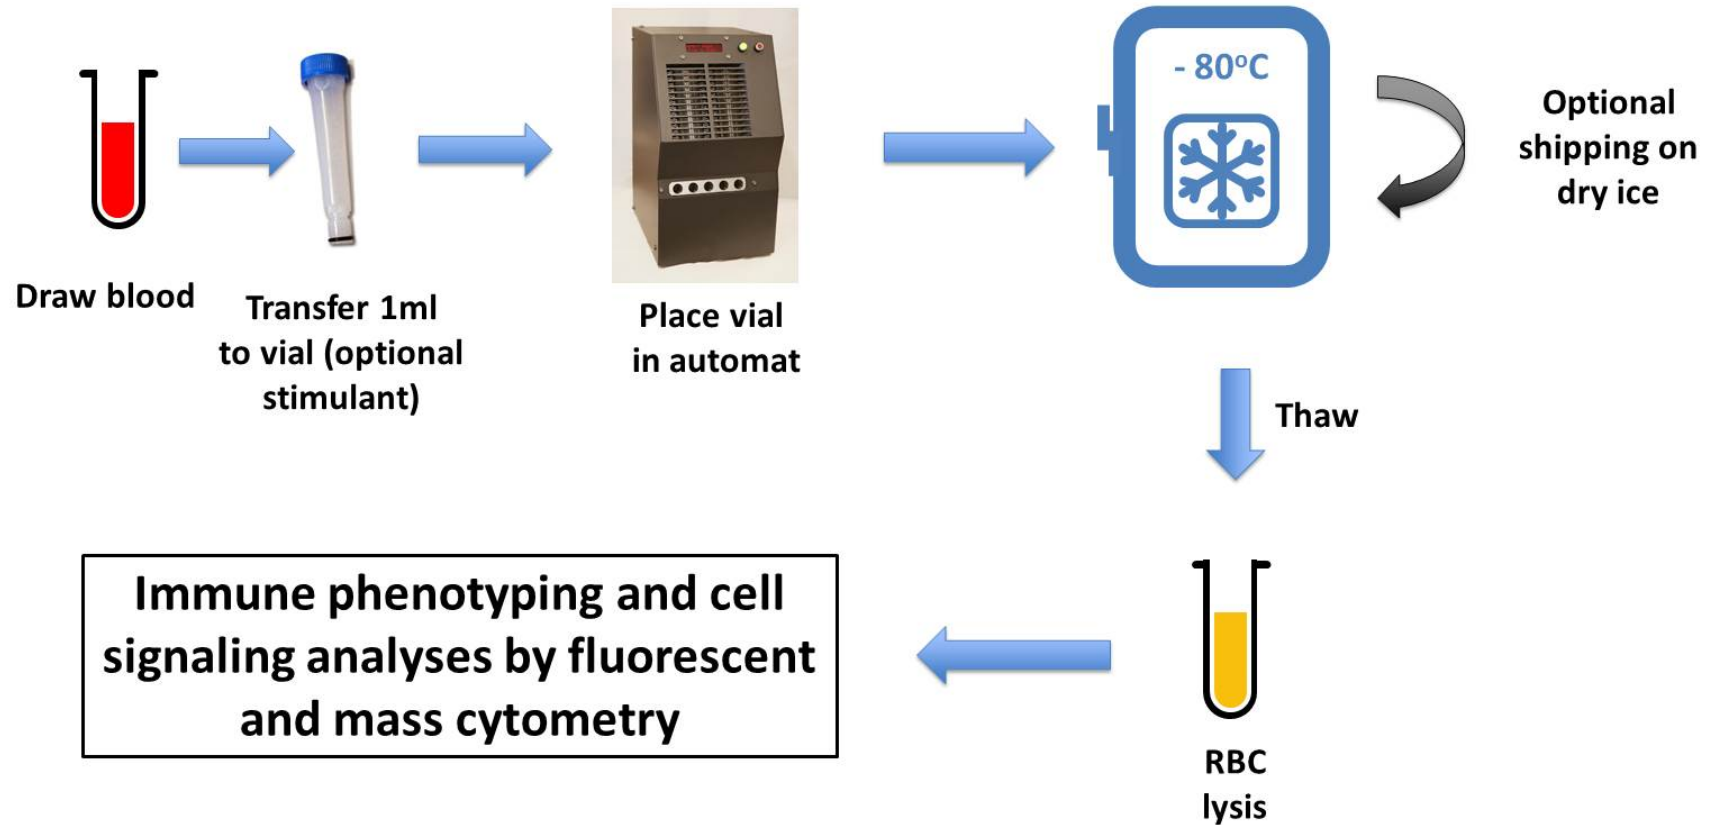 Draw blood
Transfer 1ml
to vial (optional
stimulant)
Place vial
in automat
- 80°C
Optional
shipping on
dry ice
Thaw
RBC
lysis
Immune phenotyping and cell
signaling analyses by fluorescent
and mass cytometry